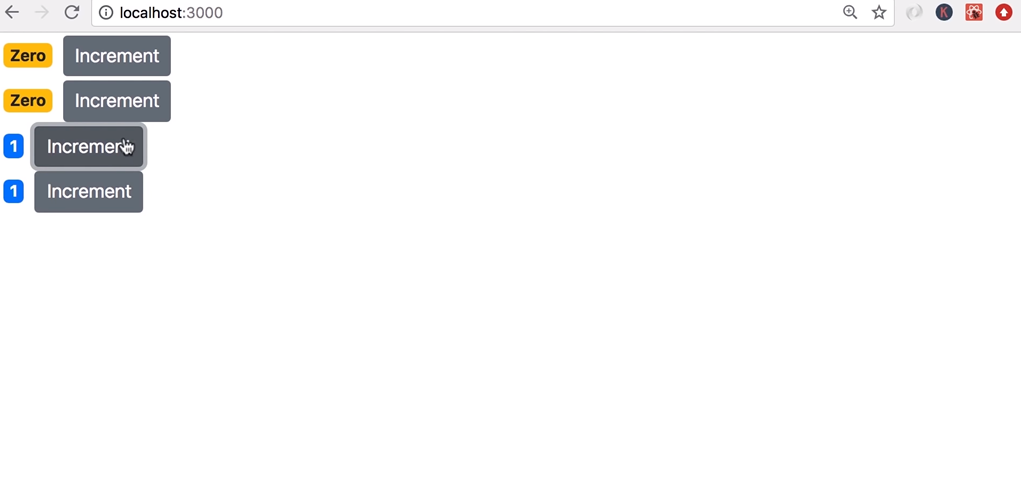 localhost:3000
K
Zero Increment
Zero Increment
1 Increment
1 Increment